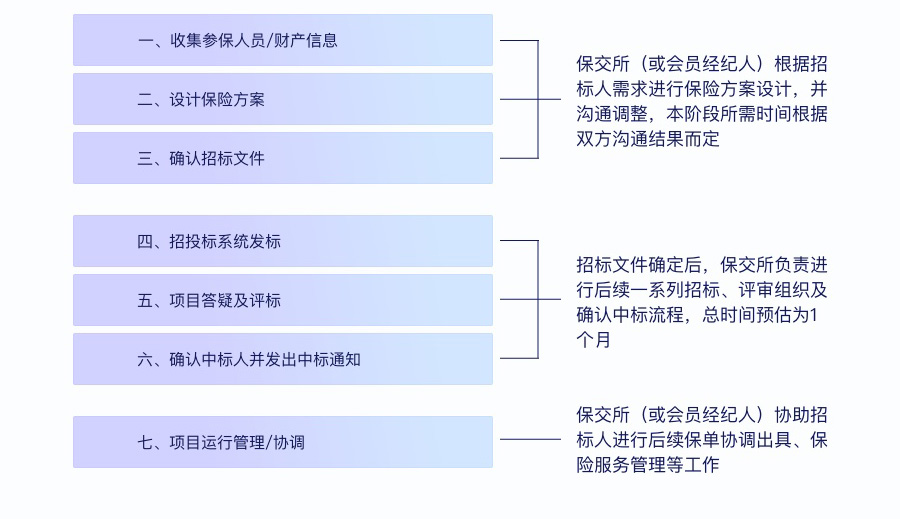 一、收集参保人员/财产信息
二、设计保险方案
三、确认招标文件
保交所（或会员经纪人）根据招
标人需求进行保险方案设计，并
沟通调整，本阶段所需时间根据
双方沟通结果而定
四、招投标系统发标
五、项目答疑及评标
六、确认中标人并发出中标通知
招标文件确定后，保交所负责进
行后续一系列招标、评审组织及
确认中标流程，总时间预估为1
个月
七、项目运行管理/协调
保交所（或会员经纪人）协助招
标人进行后续保单协调出具、保
险服务管理等工作